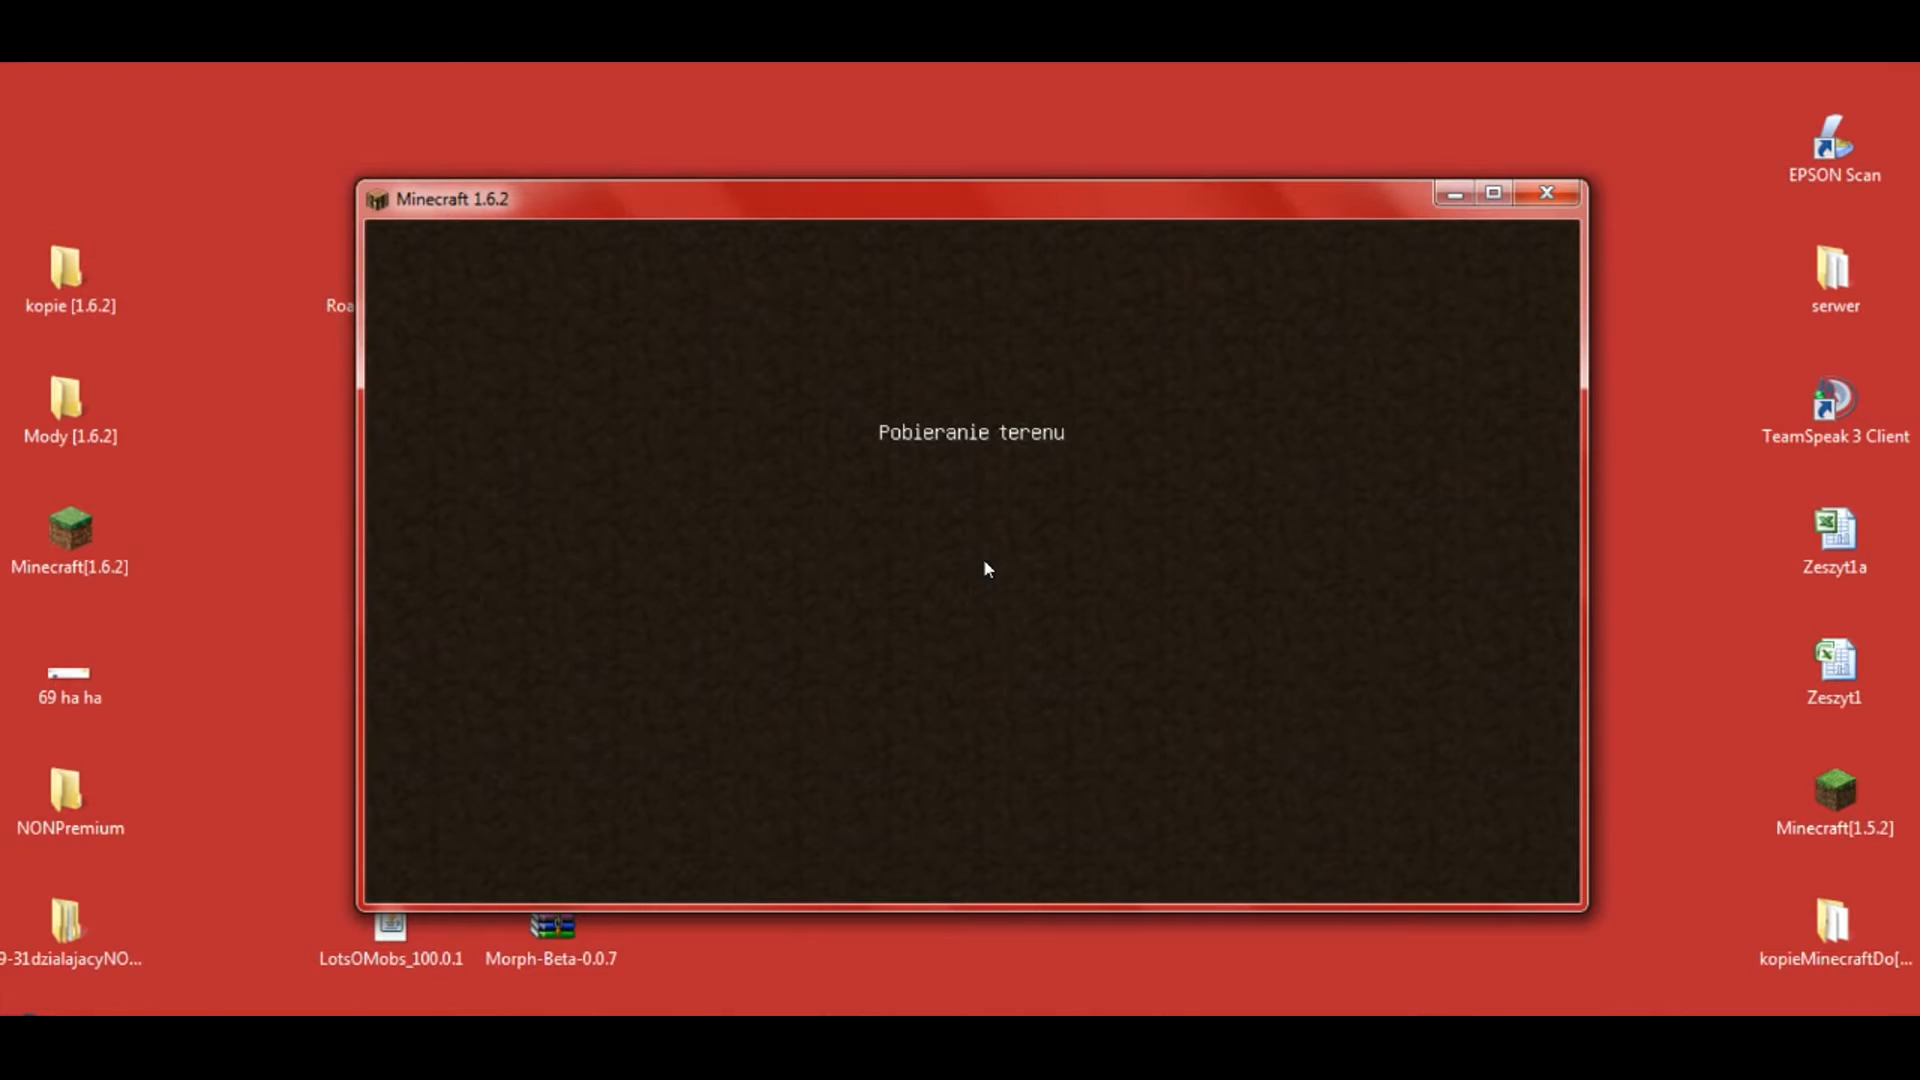 EPSON Scan
Minecraft 1.6.2
kopie [1.6.2]
Roa
serwer
Mody [1.6.2]
Pobieranie terenu
TeamSpeak 3 Client
Minecraft[1.6.2]
Zeszyt1a
69 ha ha
Zeszyt1
NONPremium
Minecraft[1.5.2]
9-31dzialajacyNO...
LotsOMobs_100.0.1
Morph-Beta-0.0.7
kopieMinecraftDo[...